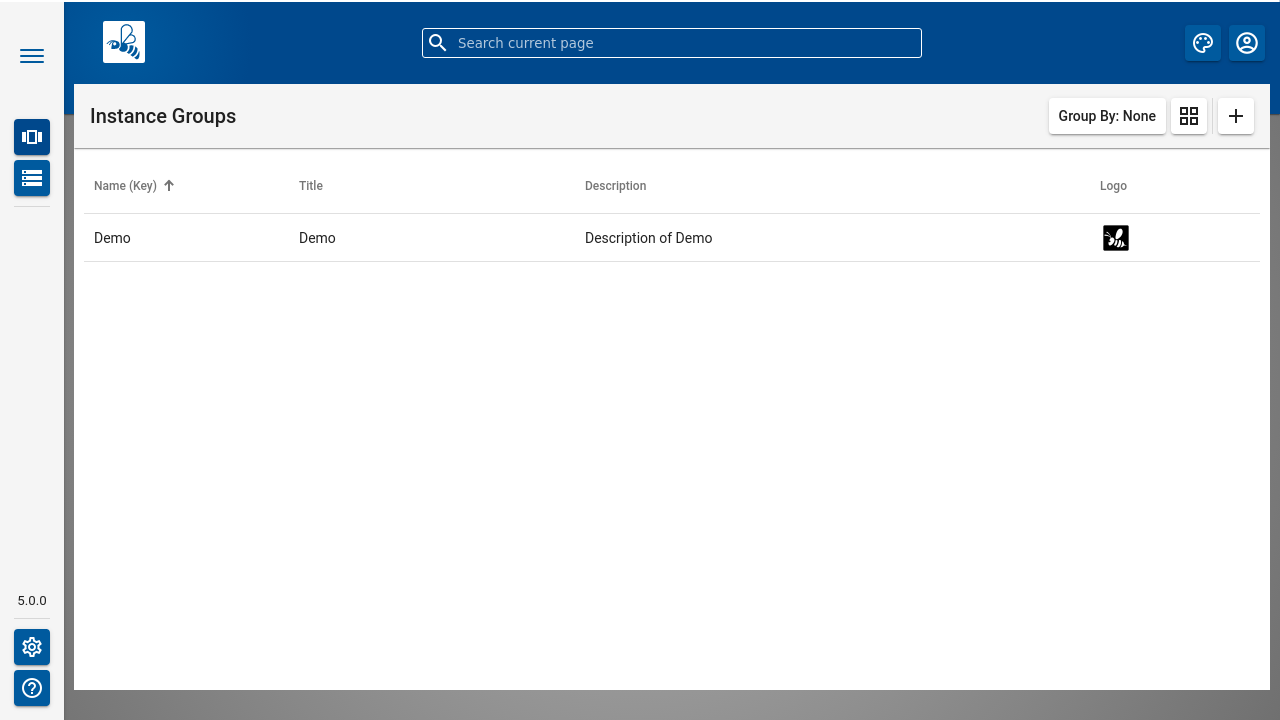 Search current page
Instance Groups
Group By: None
Name (Key) Title Description Logo
Demo Demo Description of Demo
5.0.0